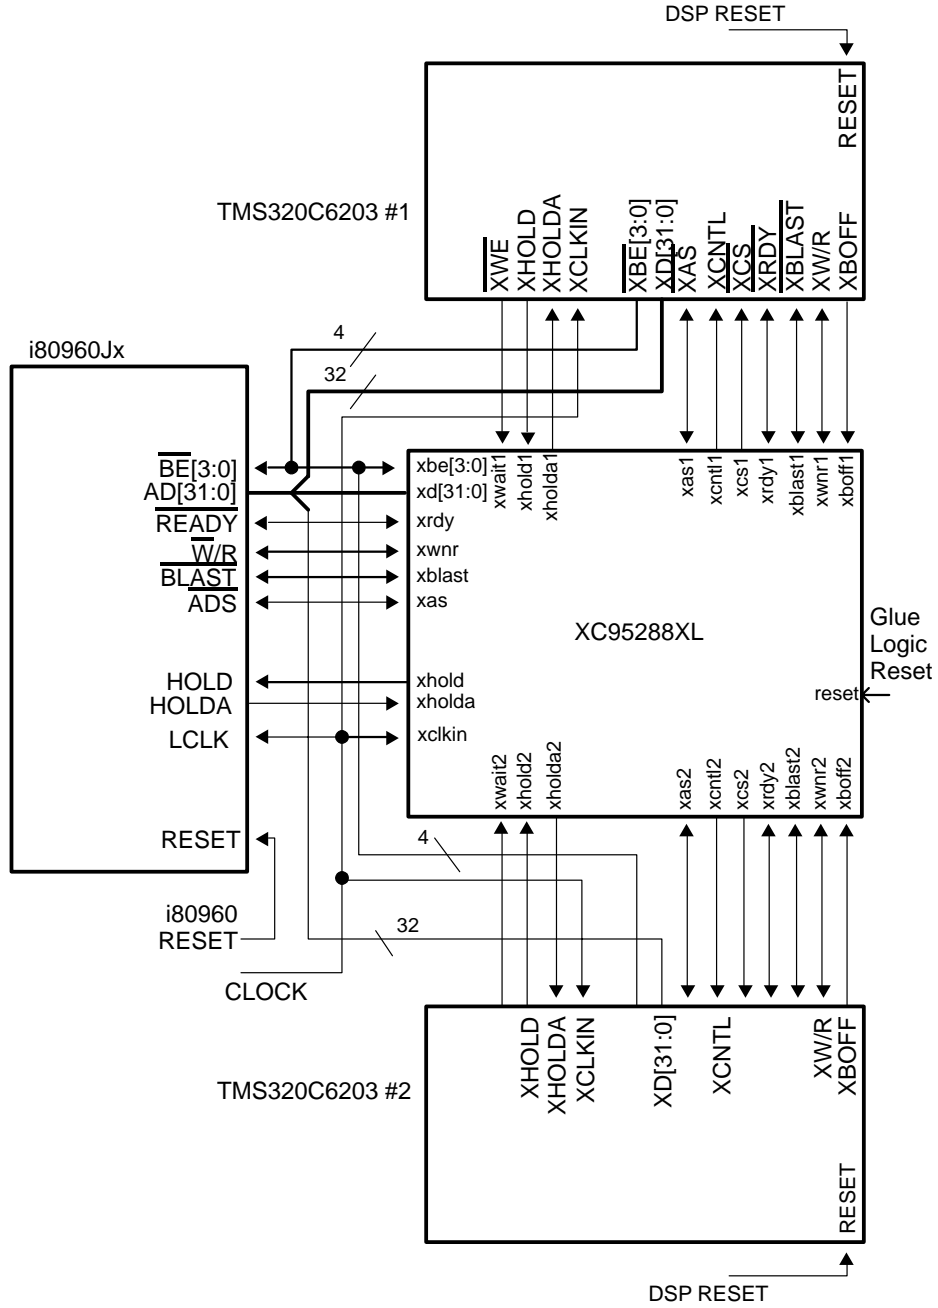 DSP RESET
RESET
TMS320C6203 #1
XWE
XHOLD
XHOLDA
XCLKIN
XBE[3:0]
XD[31:0]
XAS
XCNTL
XCS
XRDY
XBLAST
XW/R
XBOFF
4
32
i80960Jx
BE[3:0]
AD[31:0]
READY
W/R
BLAST
ADS
HOLD
HOLDA
LCLK
RESET
xbe[3:0]
xd[31:0]
xrdy
xwnr
xblast
xas
xhold
xholda
xclkin
xwait1
xhold1
xholda1
xas1
xcntl1
xcs1
xrdy1
xblast1
xwnr1
xboff1
XC95288XL
Glue
Logic
Reset
reset
xwait2
xhold2
xholda2
xas2
xcntl2
xcs2
xrdy2
xblast2
xwnr2
xboff2
4
32
i80960
RESET
CLOCK
XHOLD
XHOLDA
XCLKIN
XD[31:0]
XCNTL
XW/R
XBOFF
TMS320C6203 #2
RESET
DSP RESET